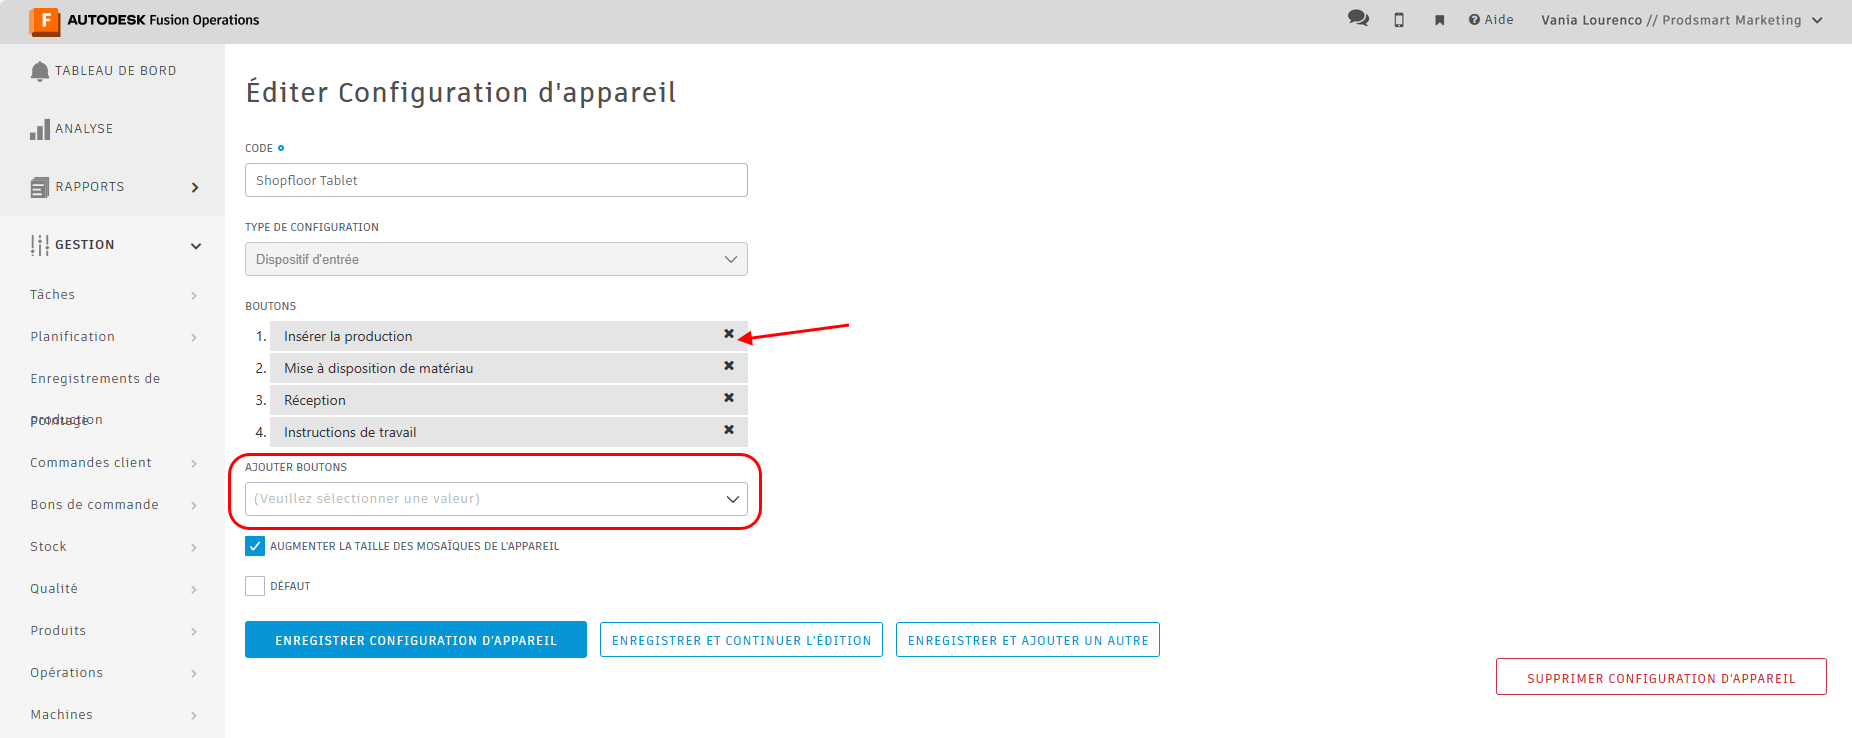 AUTODESK Fusion Operations
Aide
Vania Lourenco // Prodsmart Marketing
TABLEAU DE BORD
ANALYSE
RAPPORTS
GESTION
Tâches
Planification
Enregistrements de
production
Pointage
Commandes client
Bons de commande
Stock
Qualité
Produits
Opérations
Machines
Éditer Configuration d'appareil
CODE
Shopfloor Tablet
TYPE DE CONFIGURATION
Dispositif d'entrée
BOUTONS
1. Insérer la production
2. Mise à disposition de matériau
3. Réception
4. Instructions de travail
AJOUTER BOUTONS
(Veuillez sélectionner une valeur)
AUGMENTER LA TAILLE DES MOSAÏQUES DE L'APPAREIL
DÉFAUT
ENREGISTRER CONFIGURATION D'APPAREIL
ENREGISTRER ET CONTINUER L'ÉDITION
ENREGISTRER ET AJOUTER UN AUTRE
SUPPRIMER CONFIGURATION D'APPAREIL